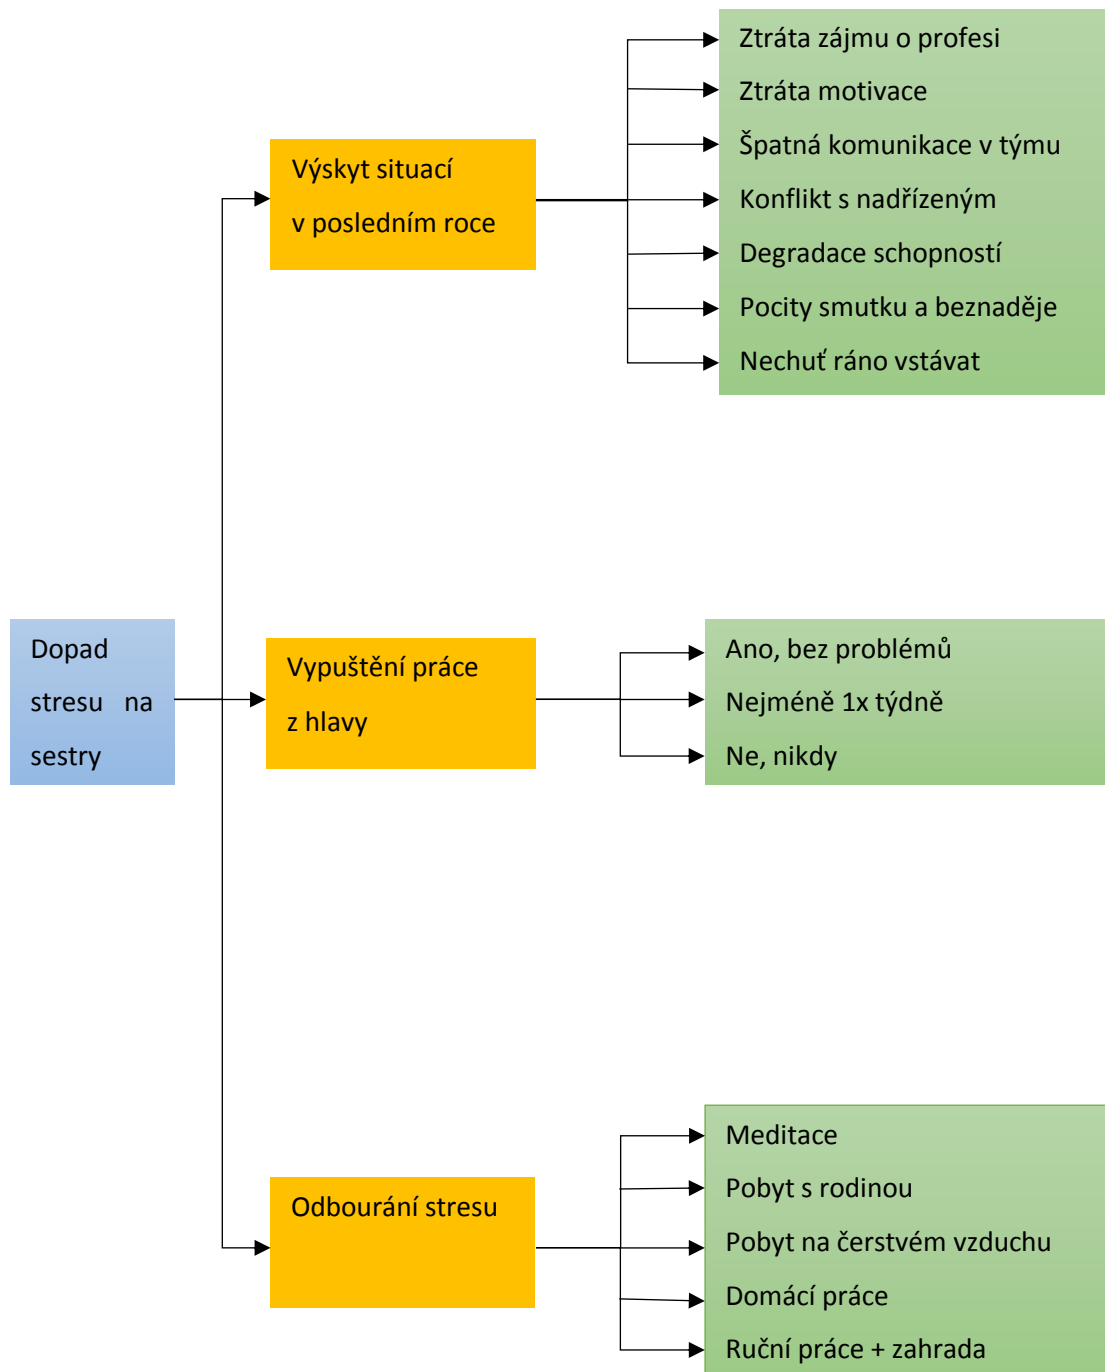 Ztráta zájmu o profesi
Ztráta motivace
Špatná komunikace v týmu
Konflikt s nadřízeným
Degradace schopností
Pocity smutku a beznaděje
Nechuť ráno vstávat
Výskyt situací
v posledním roce
Dopad
stresu na
sestry
Vypuštění práce
z hlavy
Ano, bez problémů
Nejméně 1x týdně
Ne, nikdy
Odbourání stresu
Meditace
Pobyt s rodinou
Pobyt na čerstvém vzduchu
Domácí práce
Ruční práce + zahrada